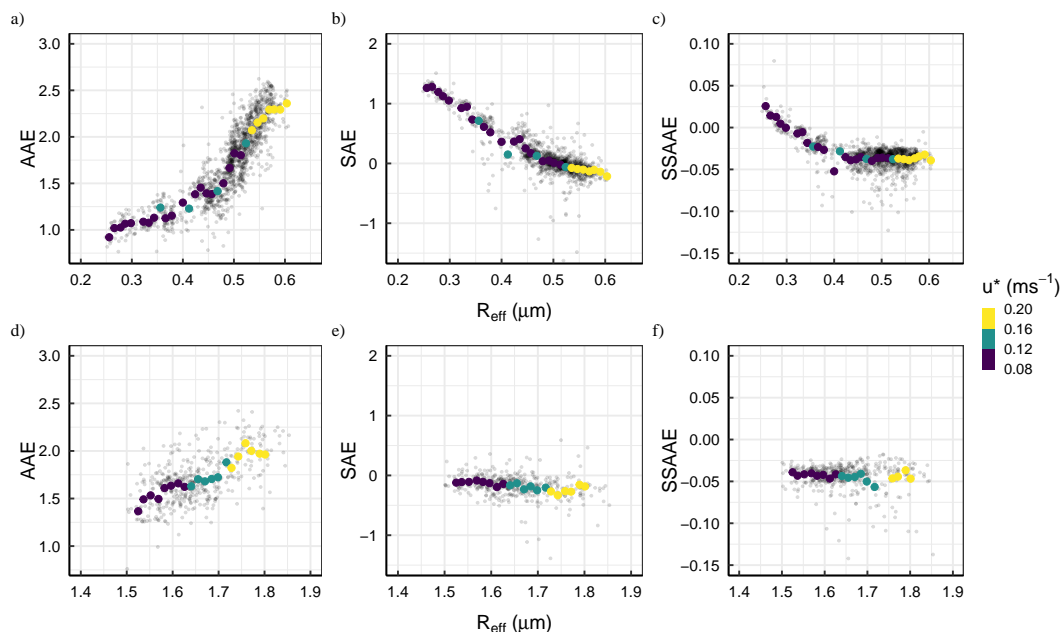 a)
b)
c)
AAE
3.0
2.5
2.0
1.5
1.0
0.2 0.3 0.4 0.5 0.6
SAE
2
1
0
−1
0.2 0.3 0.4 0.5 0.6
R_eff (μm)
SSAAE
0.10
0.05
0.00
−0.05
−0.10
−0.15
0.2 0.3 0.4 0.5 0.6
u* (ms⁻¹)
0.20
0.16
0.12
0.08
d)
e)
f)
AAE
3.0
2.5
2.0
1.5
1.0
1.4 1.5 1.6 1.7 1.8 1.9
SAE
2
1
0
−1
1.4 1.5 1.6 1.7 1.8 1.9
R_eff (μm)
SSAAE
0.10
0.05
0.00
−0.05
−0.10
−0.15
1.4 1.5 1.6 1.7 1.8 1.9